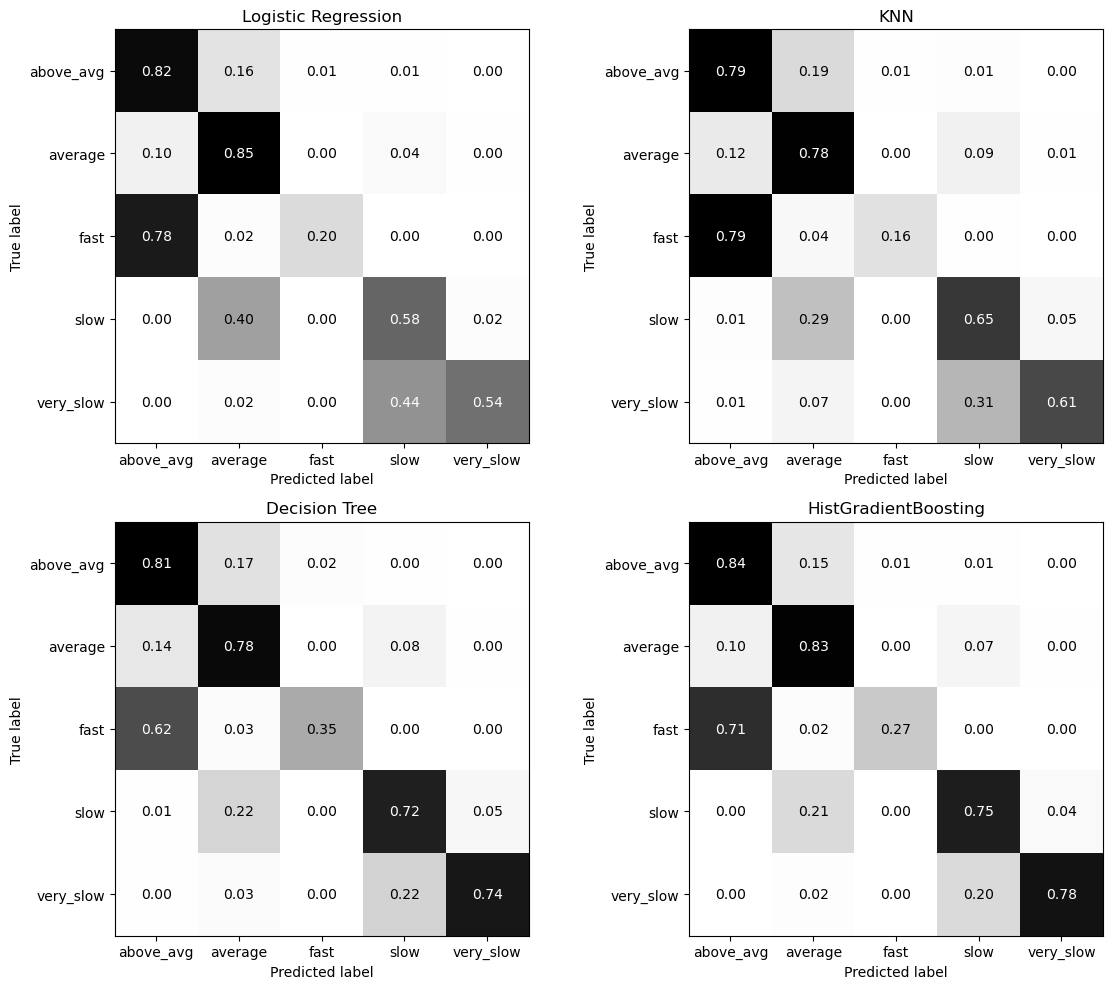 Logistic Regression
True label
above_avg 0.82 0.16 0.01 0.01 0.00
average 0.10 0.85 0.00 0.04 0.00
fast 0.78 0.02 0.20 0.00 0.00
slow 0.00 0.40 0.00 0.58 0.02
very_slow 0.00 0.02 0.00 0.44 0.54
above_avg average fast slow very_slow
Predicted label
KNN
True label
above_avg 0.79 0.19 0.01 0.01 0.00
average 0.12 0.78 0.00 0.09 0.01
fast 0.79 0.04 0.16 0.00 0.00
slow 0.01 0.29 0.00 0.65 0.05
very_slow 0.01 0.07 0.00 0.31 0.61
above_avg average fast slow very_slow
Predicted label
Decision Tree
True label
above_avg 0.81 0.17 0.02 0.00 0.00
average 0.14 0.78 0.00 0.08 0.00
fast 0.62 0.03 0.35 0.00 0.00
slow 0.01 0.22 0.00 0.72 0.05
very_slow 0.00 0.03 0.00 0.22 0.74
above_avg average fast slow very_slow
Predicted label
HistGradientBoosting
True label
above_avg 0.84 0.15 0.01 0.01 0.00
average 0.10 0.83 0.00 0.07 0.00
fast 0.71 0.02 0.27 0.00 0.00
slow 0.00 0.21 0.00 0.75 0.04
very_slow 0.00 0.02 0.00 0.20 0.78
above_avg average fast slow very_slow
Predicted label